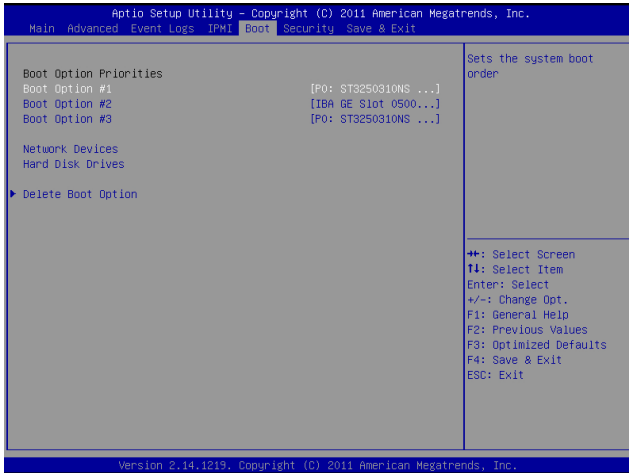 Aptio Setup Utility – Copyright (C) 2011 American Megatrends, Inc.
Main Advanced Event Logs IPMI Boot Security Save & Exit
Boot Option Priorities
Boot Option #1 [P0: ST3250310NS ...]
Boot Option #2 [IBA GE Slot 0500...]
Boot Option #3 [P0: ST3250310NS ...]
Network Devices
Hard Disk Drives
Delete Boot Option
Sets the system boot
order
→←: Select Screen
↑↓: Select Item
Enter: Select
+/-: Change Opt.
F1: General Help
F2: Previous Values
F3: Optimized Defaults
F4: Save & Exit
ESC: Exit
Version 2.14.1219. Copyright (C) 2011 American Megatrends, Inc.